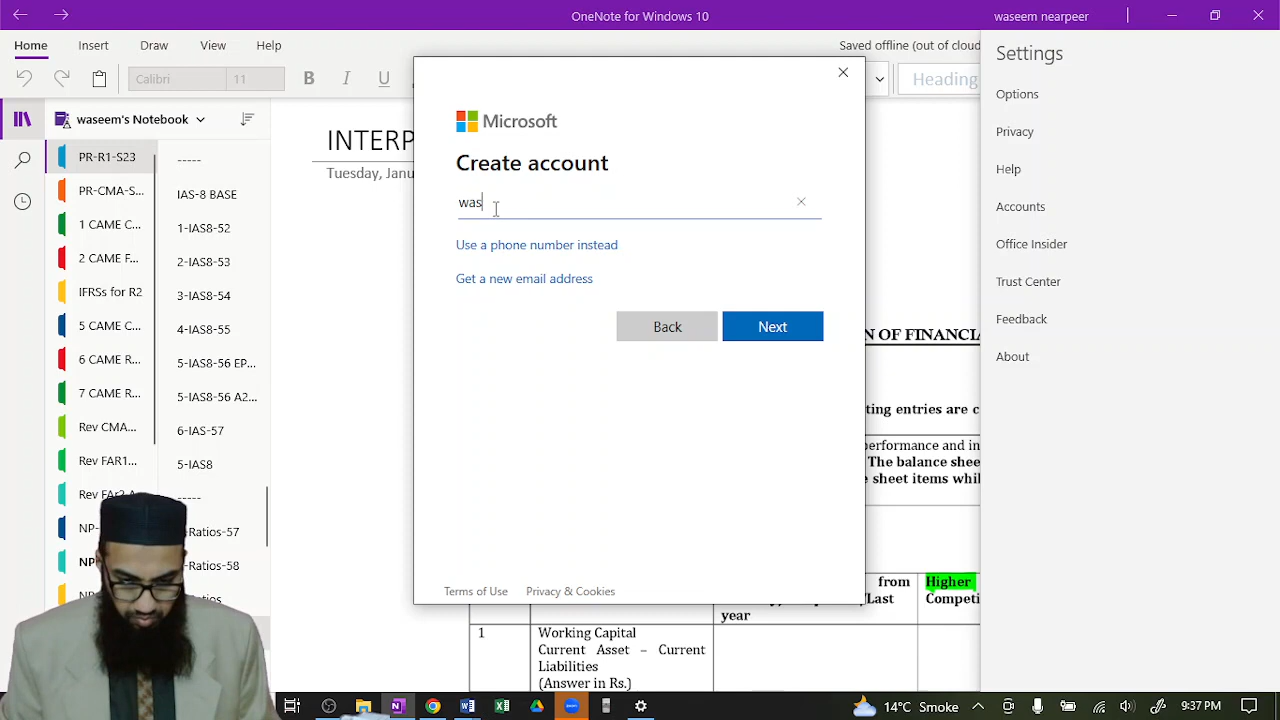 OneNote for Windows 10
waseem nearpeer
Home
Insert
Draw
View
Help
Saved offline (out of cloud
Settings
Calibri
11
B
I
U
Heading
waseem's Notebook
INTERP
Tuesday, Janu
PR-R1-S23
PR-CMA-S...
1 CAME C...
2 CAME F...
IFRSs for R2
5 CAME C...
6 CAME R...
7 CAME R...
Rev CMA...
Rev FAR1...
Rev FAr2 A...
NP-
NP-
-----
IAS-8 BASE
1-IAS8-52
2-IAS8-53
3-IAS8-54
4-IAS8-55
5-IAS8-56 EP...
5-IAS8-56 A2...
6-IAS-57
5-IAS8
-----
Ratios-57
-Ratios-58
Microsoft
Create account
was
Use a phone number instead
Get a new email address
Back
Next
Terms of Use
Privacy & Cookies
Options
Privacy
Help
Accounts
Office Insider
Trust Center
Feedback
About
N OF FINANCIA
ting entries are c
performance and in
The balance shee
e sheet items whil
from
/Last
year
Higher
Competi
1
Working Capital
Current Asset – Current
Liabilities
(Answer in Rs.)
14°C
9:37PM